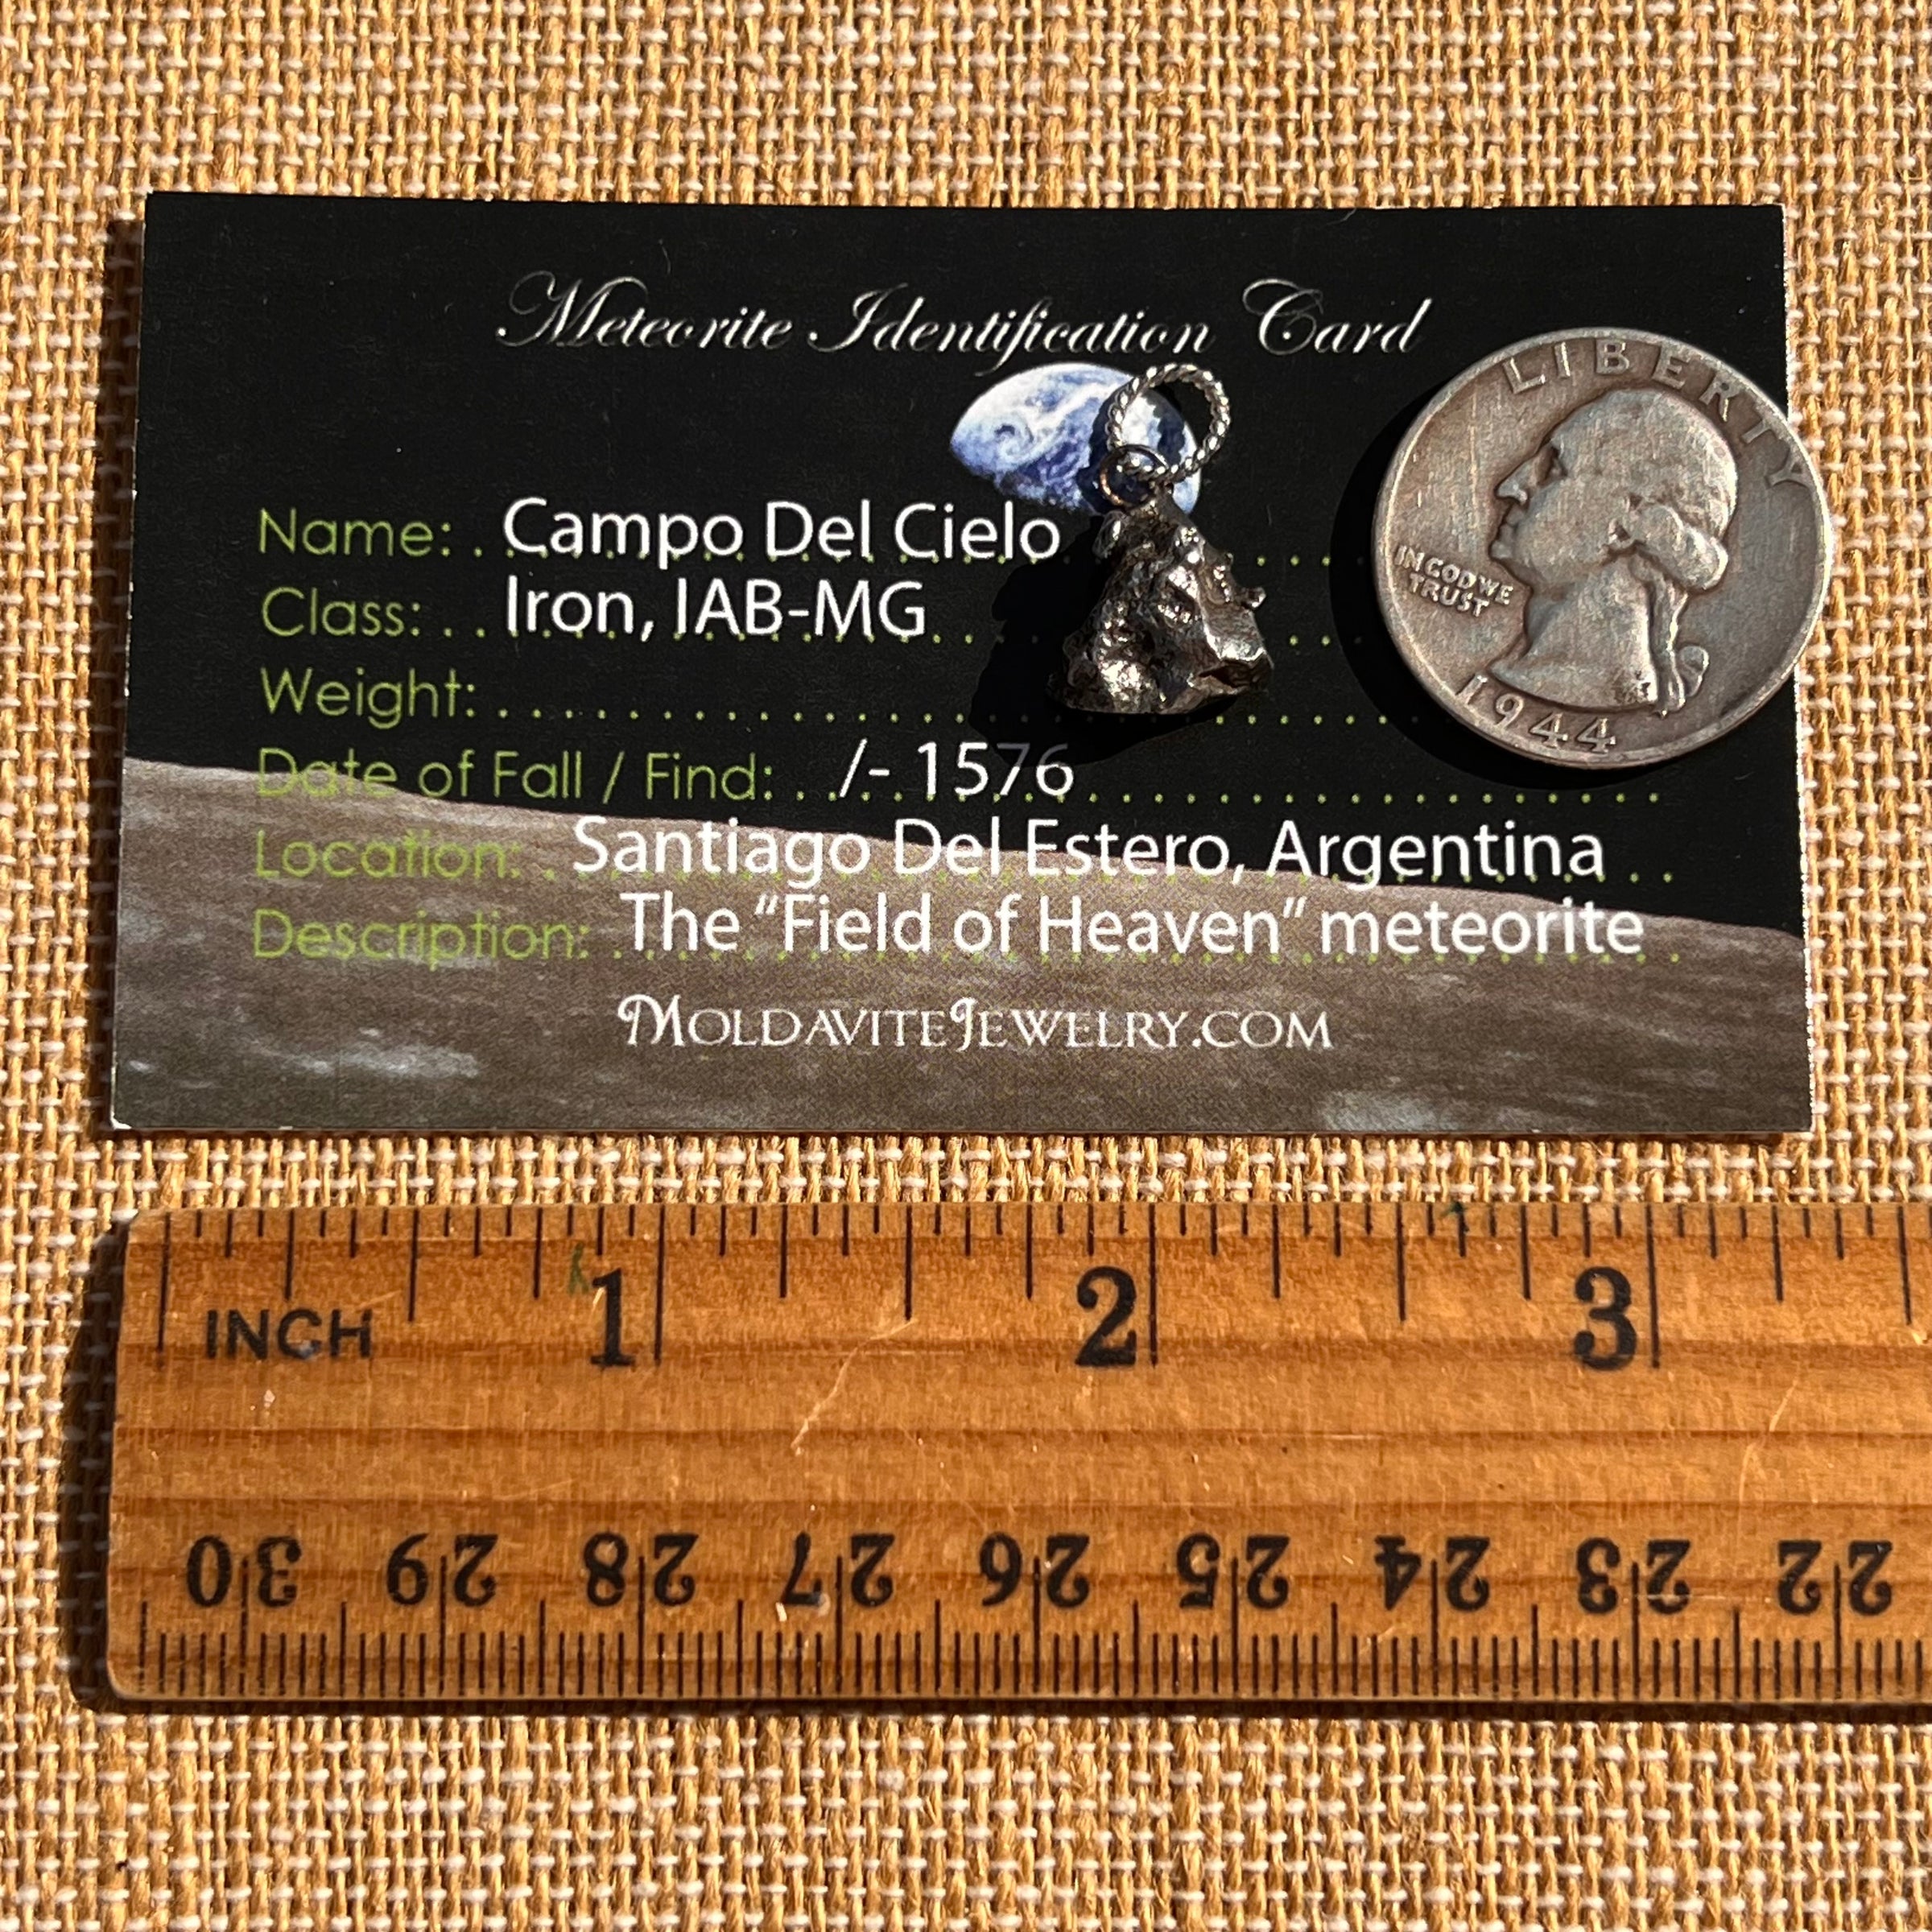 Meteorite Identification Card
Name: Campo Del Cielo
Class: Iron, IAB-MG
Weight:
Date of Fall / Find: /- 1576
Location: Santiago Del Estero, Argentina
Description: The "Field of Heaven" meteorite
MOLDAVITEJEWELRY.COM
LIBERTY
IN GOD WE
TRUST
1944
1 2 3
INCH
30 29 28 27 26 25 24 23 22